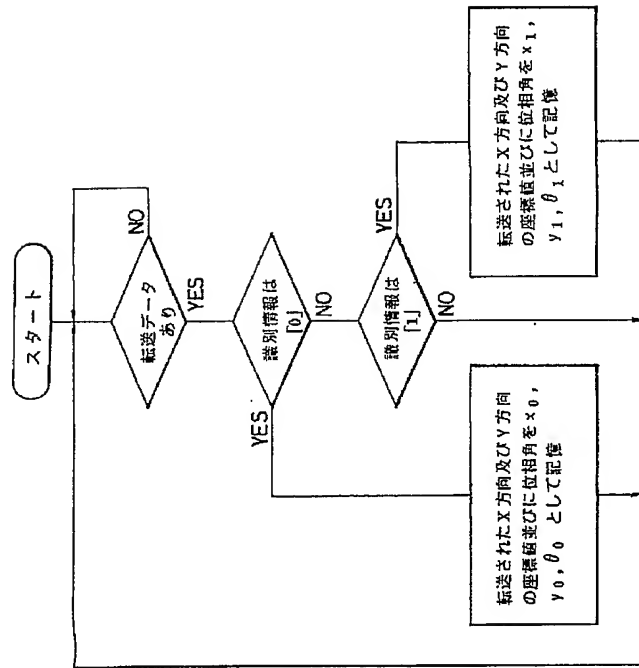 スタート
転送データ
あり
NO
YES
識別情報は
「0」
YES
NO
識別情報は
「1」
YES
NO
転送されたX方向及びY方向
の座標値並びに位相角をx0,
y0,θ0 として記憶
転送されたX方向及びY方向
の座標値並びに位相角をx1,
y1,θ1として記憶